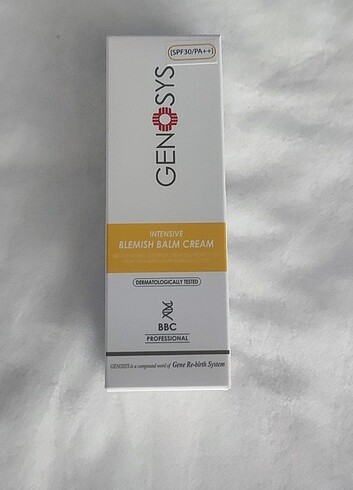 [SPF30/PA++]
GENOSYS
INTENSIVE
BLEMISH BALM CREAM
DERMATOLOGICALLY TESTED
BBC
PROFESSIONAL
GENOSYS is a compound word of Gene Re-birth System